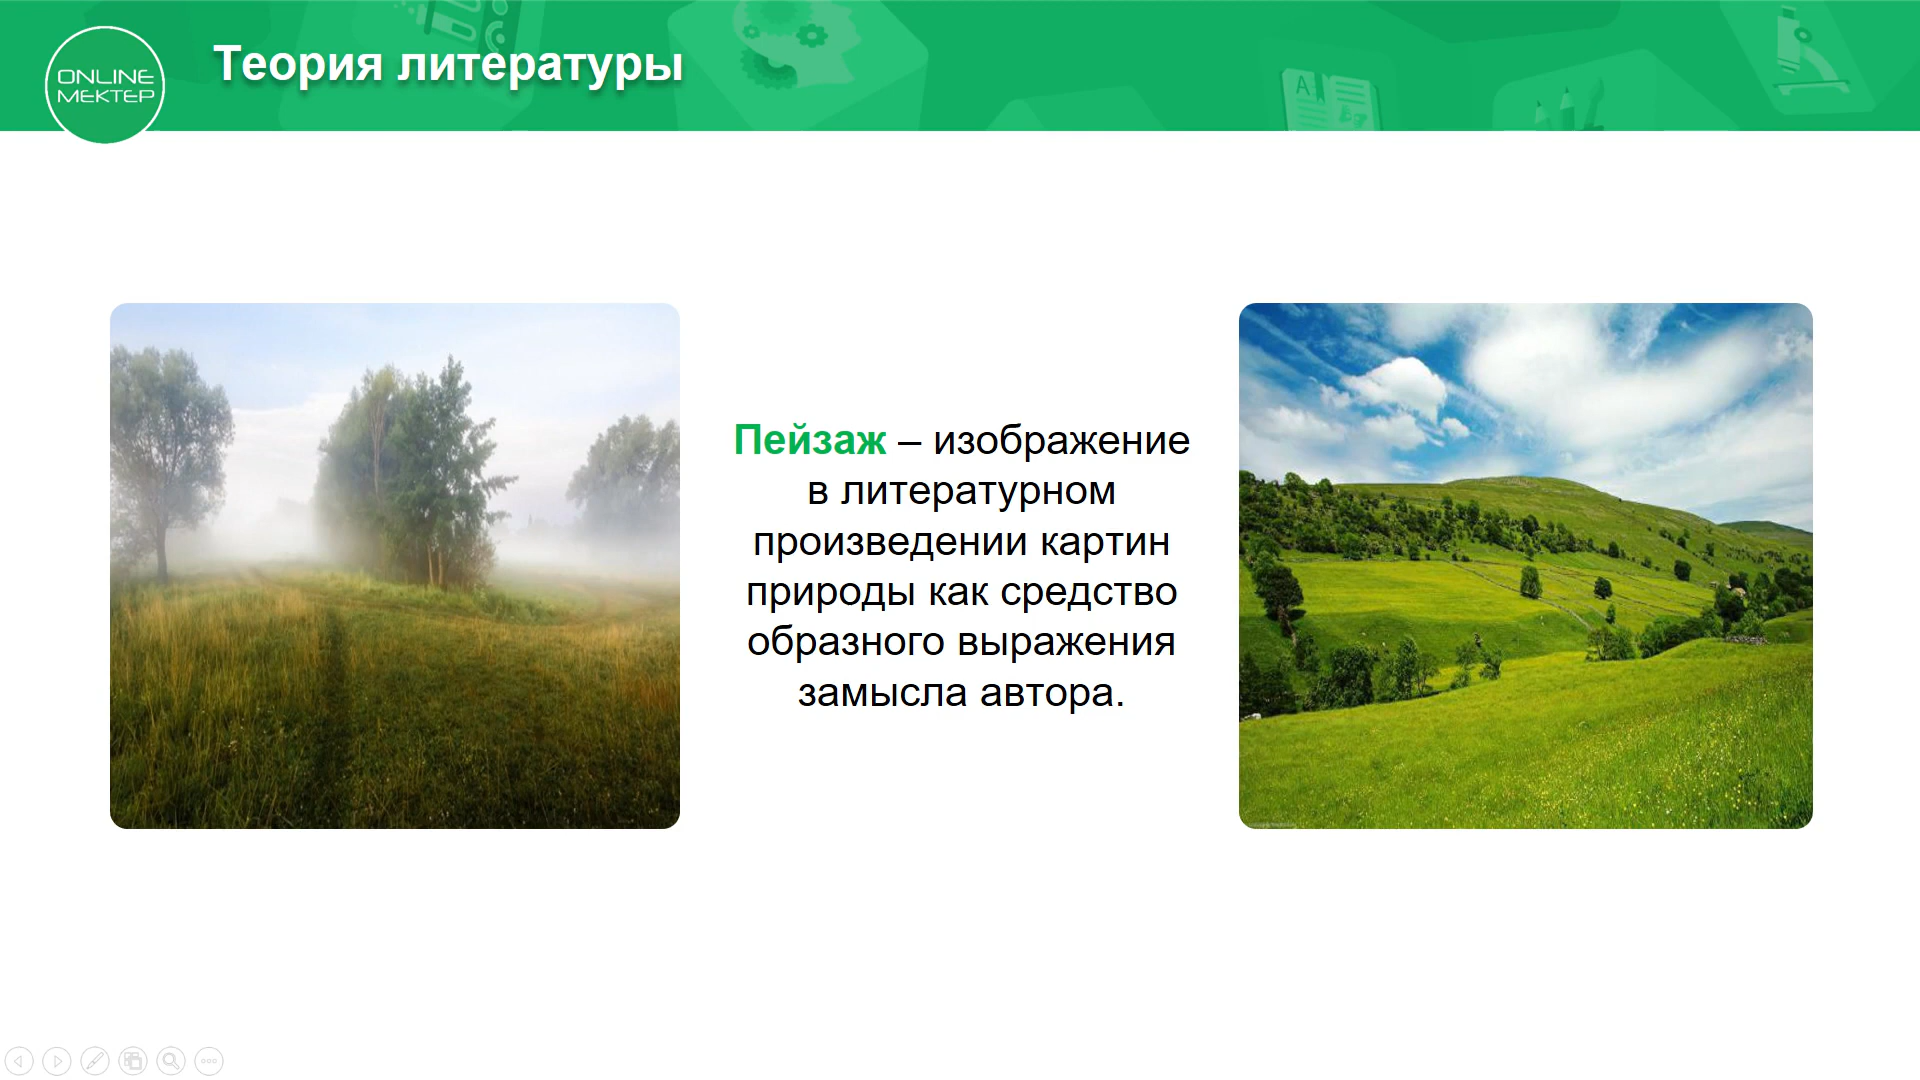 Теория литературы
ONLINE
МЕКТЕР
A
Пейзаж – изображение
в литературном
произведении картин
природы как средство
образного выражения
замысла автора.